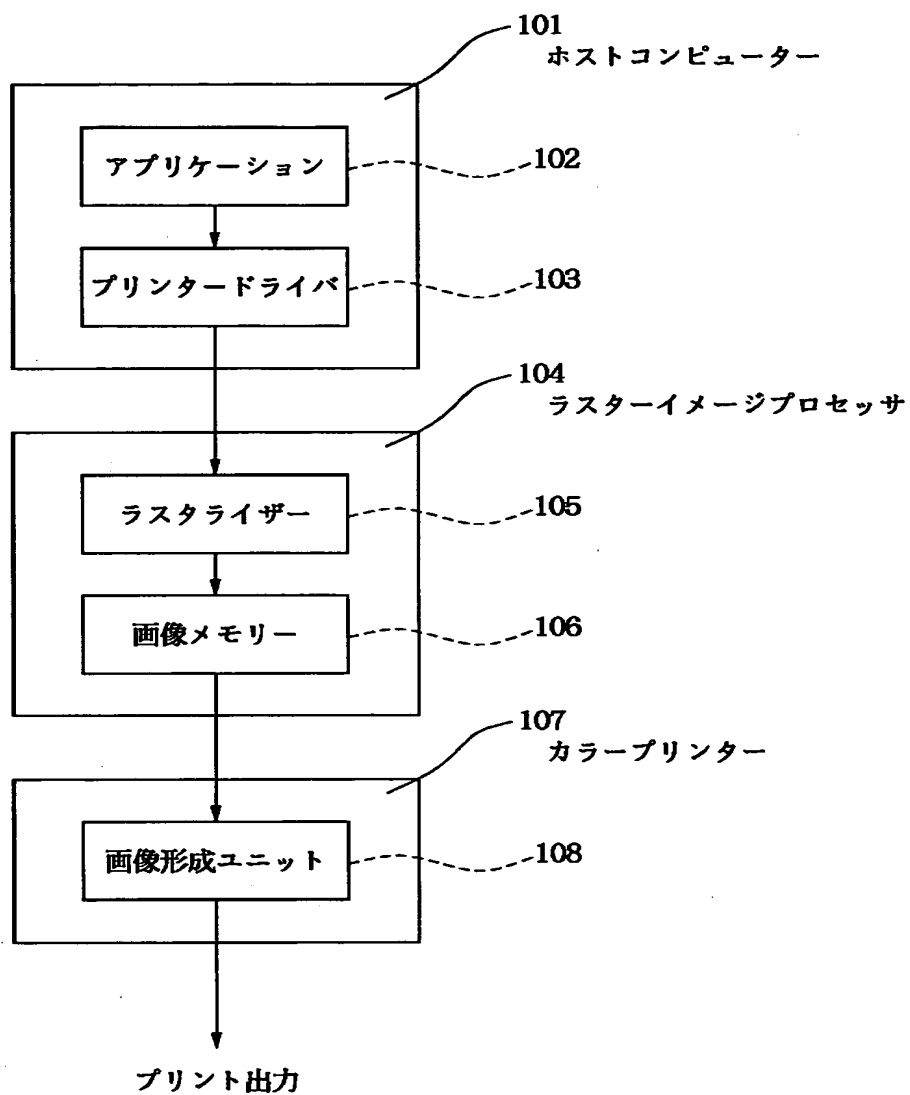 101
ホストコンピューター
アプリケーション
102
プリンタードライバ
103
104
ラスターイメージプロセッサ
ラスタライザー
105
画像メモリー
106
107
カラープリンター
画像形成ユニット
108
プリント出力